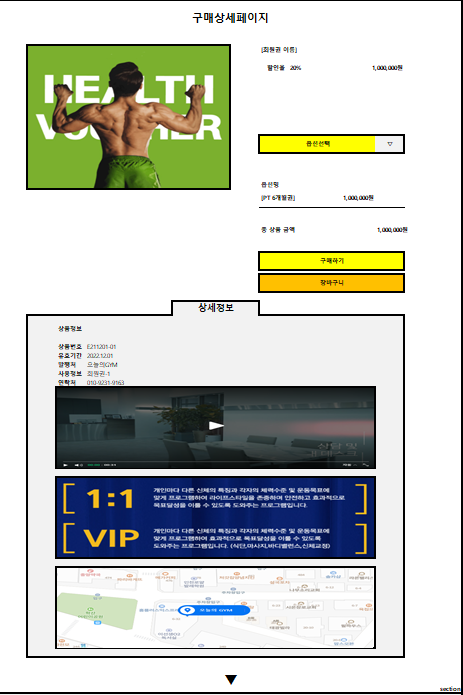 구매상세페이지
HEALTH
VOUCHER
[회원권 이름]
할인율 20% 1,000,000원
옵션선택 ▽
옵션명
[PT 6개월권] 1,000,000원
총 상품 금액 1,000,000원
구매하기
장바구니
상세정보
상품정보
상품번호 E211201-01
유효기간 2022.12.01
발행처 오늘의GYM
사용정보 회원권-1
연락처 010-9231-9163
상담 및
1:1
개인마다 다른 신체의 특징과 각자의 체력수준 및 운동목표에
맞게 프로그램하여 라이프스타일을 존중하며 안전하고 효과적으로
목표달성을 이룰 수 있도록 도와주는 프로그램입니다.
VIP
개인마다 다른 신체의 특징과 각자의 체력수준 및 운동목표에
맞게 프로그램하여 효과적으로 목표를 이룰 수 있도록
도와주는 프로그램입니다. (식단,마사지,바디밸런스,신체교정)
오늘의 GYM
▼
section